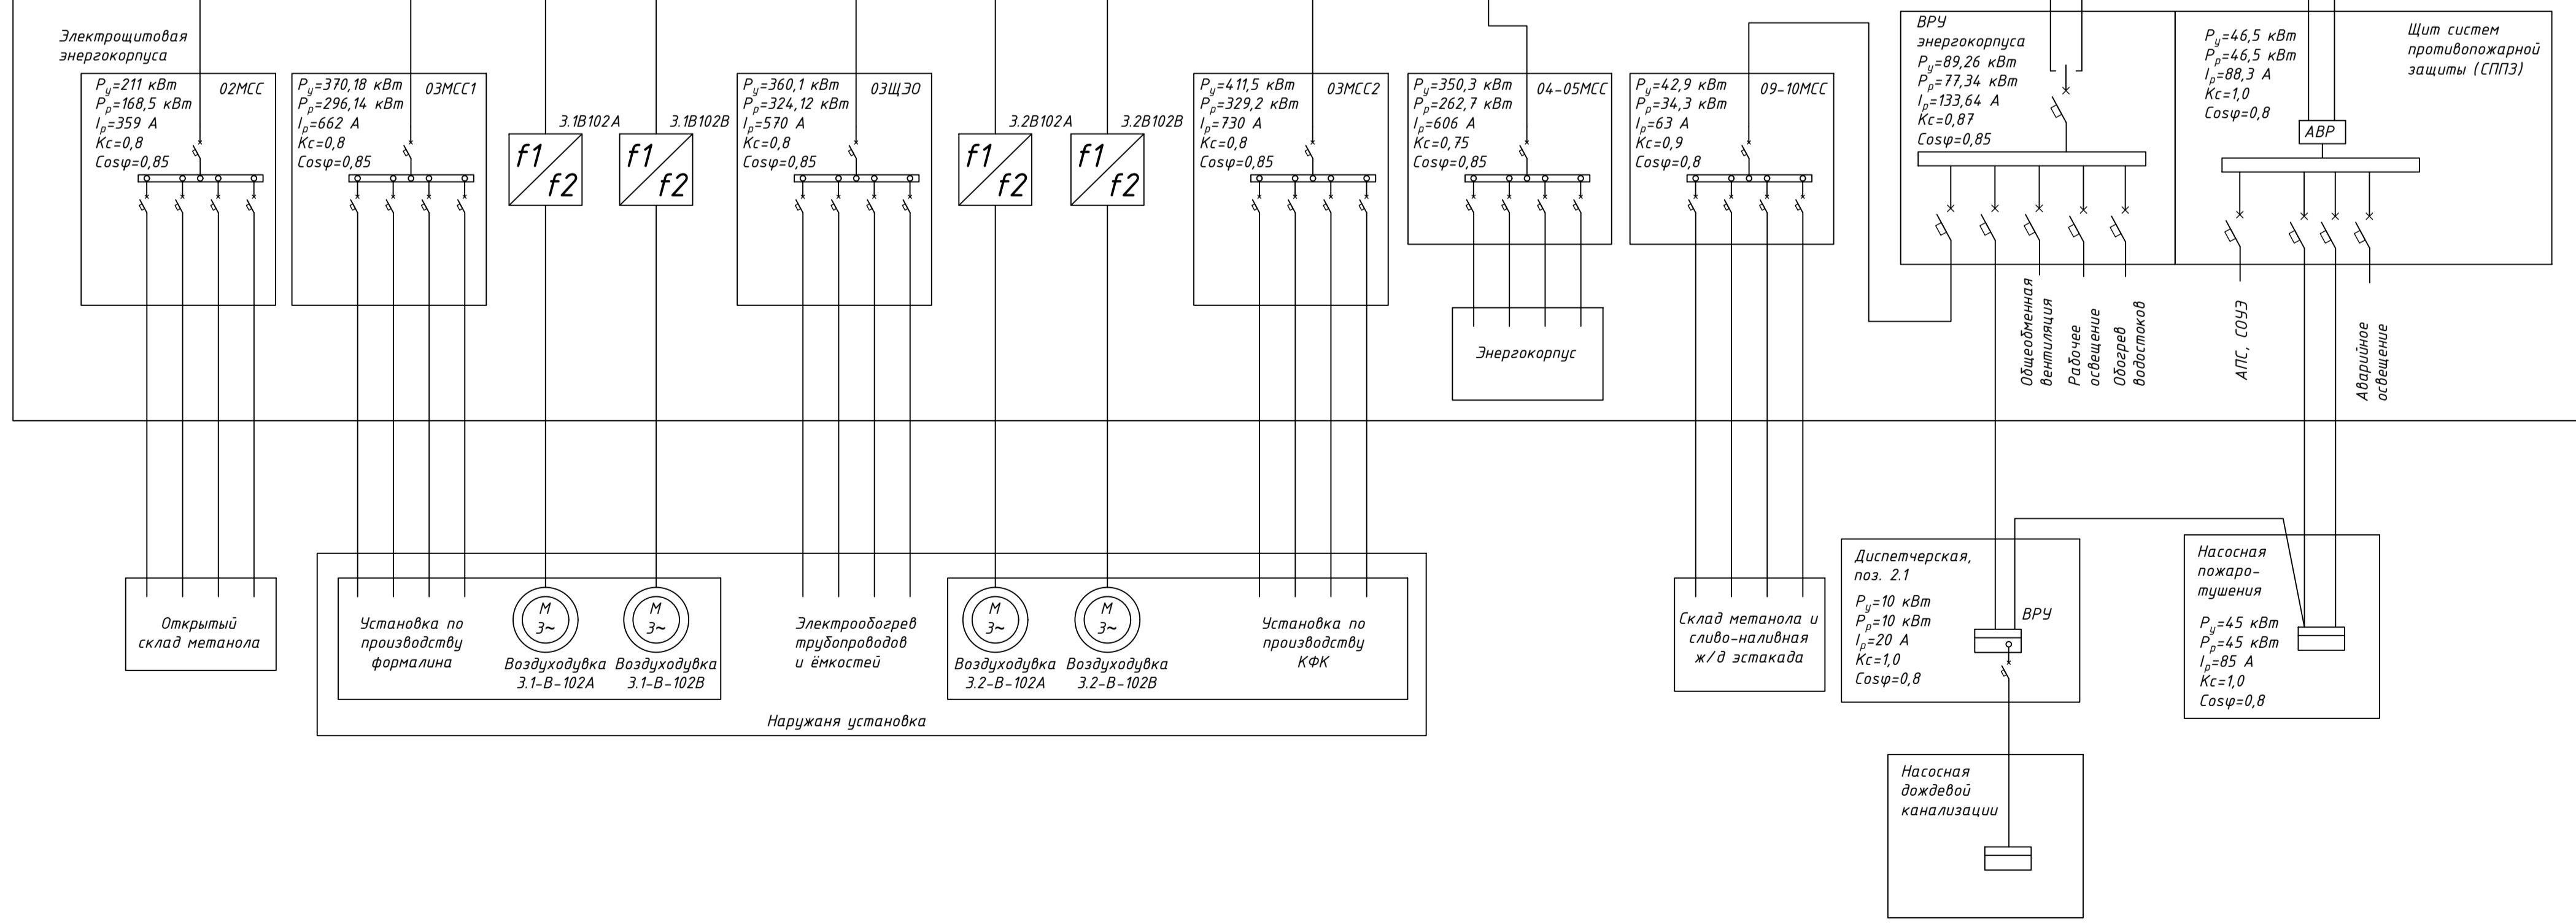 Электрощитовая
энергокорпуса
Pу=211 кВт
Pр=168,5 кВт
Iр=359 А
Кс=0,8
Cosφ=0,85
02МСС
Pу=370,18 кВт
Pр=296,14 кВт
Iр=662 А
Кс=0,8
Cosφ=0,85
03МСС1
3.1В102А
f1
f2
3.1В102В
f1
f2
Pу=360,1 кВт
Pр=324,12 кВт
Iр=570 А
Кс=0,8
Cosφ=0,85
03ЩЭО
3.2В102А
f1
f2
3.2В102В
f1
f2
Pу=411,5 кВт
Pр=329,2 кВт
Iр=730 А
Кс=0,8
Cosφ=0,85
03МСС2
Pу=350,3 кВт
Pр=262,7 кВт
Iр=606 А
Кс=0,75
Cosφ=0,85
04-05МСС
Pу=42,9 кВт
Pр=34,3 кВт
Iр=63 А
Кс=0,9
Cosφ=0,8
09-10МСС
ВРУ
энергокорпуса
Pу=89,26 кВт
Pр=77,34 кВт
Iр=133,64 А
Кс=0,87
Cosφ=0,85
Pу=46,5 кВт
Pр=46,5 кВт
Iр=88,3 А
Кс=1,0
Cosφ=0,8
АВР
Щит систем
противопожарной
защиты (СППЗ)
Энергокорпус
Общеобменная
вентиляция
Рабочее
освещение
Обогрев
водостоков
АПС, СОУЭ
Аварийное
освещение
Открытый
склад метанола
Установка по
производству
формалина
М
3~
Воздуходувка
3.1-В-102А
М
3~
Воздуходувка
3.1-В-102В
Электрообогрев
трубопроводов
и ёмкостей
М
3~
Воздуходувка
3.2-В-102А
М
3~
Воздуходувка
3.2-В-102В
Установка по
производству
КФК
Наружаня установка
Склад метанола и
сливо-наливная
ж/д эстакада
Диспетчерская,
поз. 2.1
Pу=10 кВт
Pр=10 кВт
Iр=20 А
Кс=1,0
Cosφ=0,8
ВРУ
Насосная
пожаро-
тушения
Pу=45 кВт
Pр=45 кВт
Iр=85 А
Кс=1,0
Cosφ=0,8
Насосная
дождевой
канализации